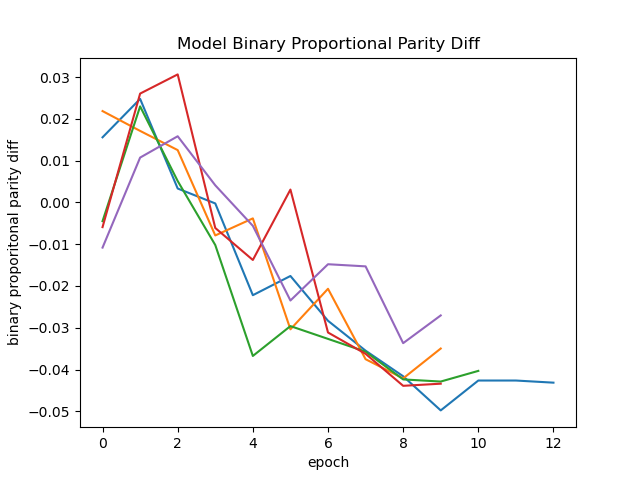 Model Binary Proportional Parity Diff
binary proporitonal parity diff
0.03
0.02
0.01
0.00
−0.01
−0.02
−0.03
−0.04
−0.05
0 2 4 6 8 10 12
epoch